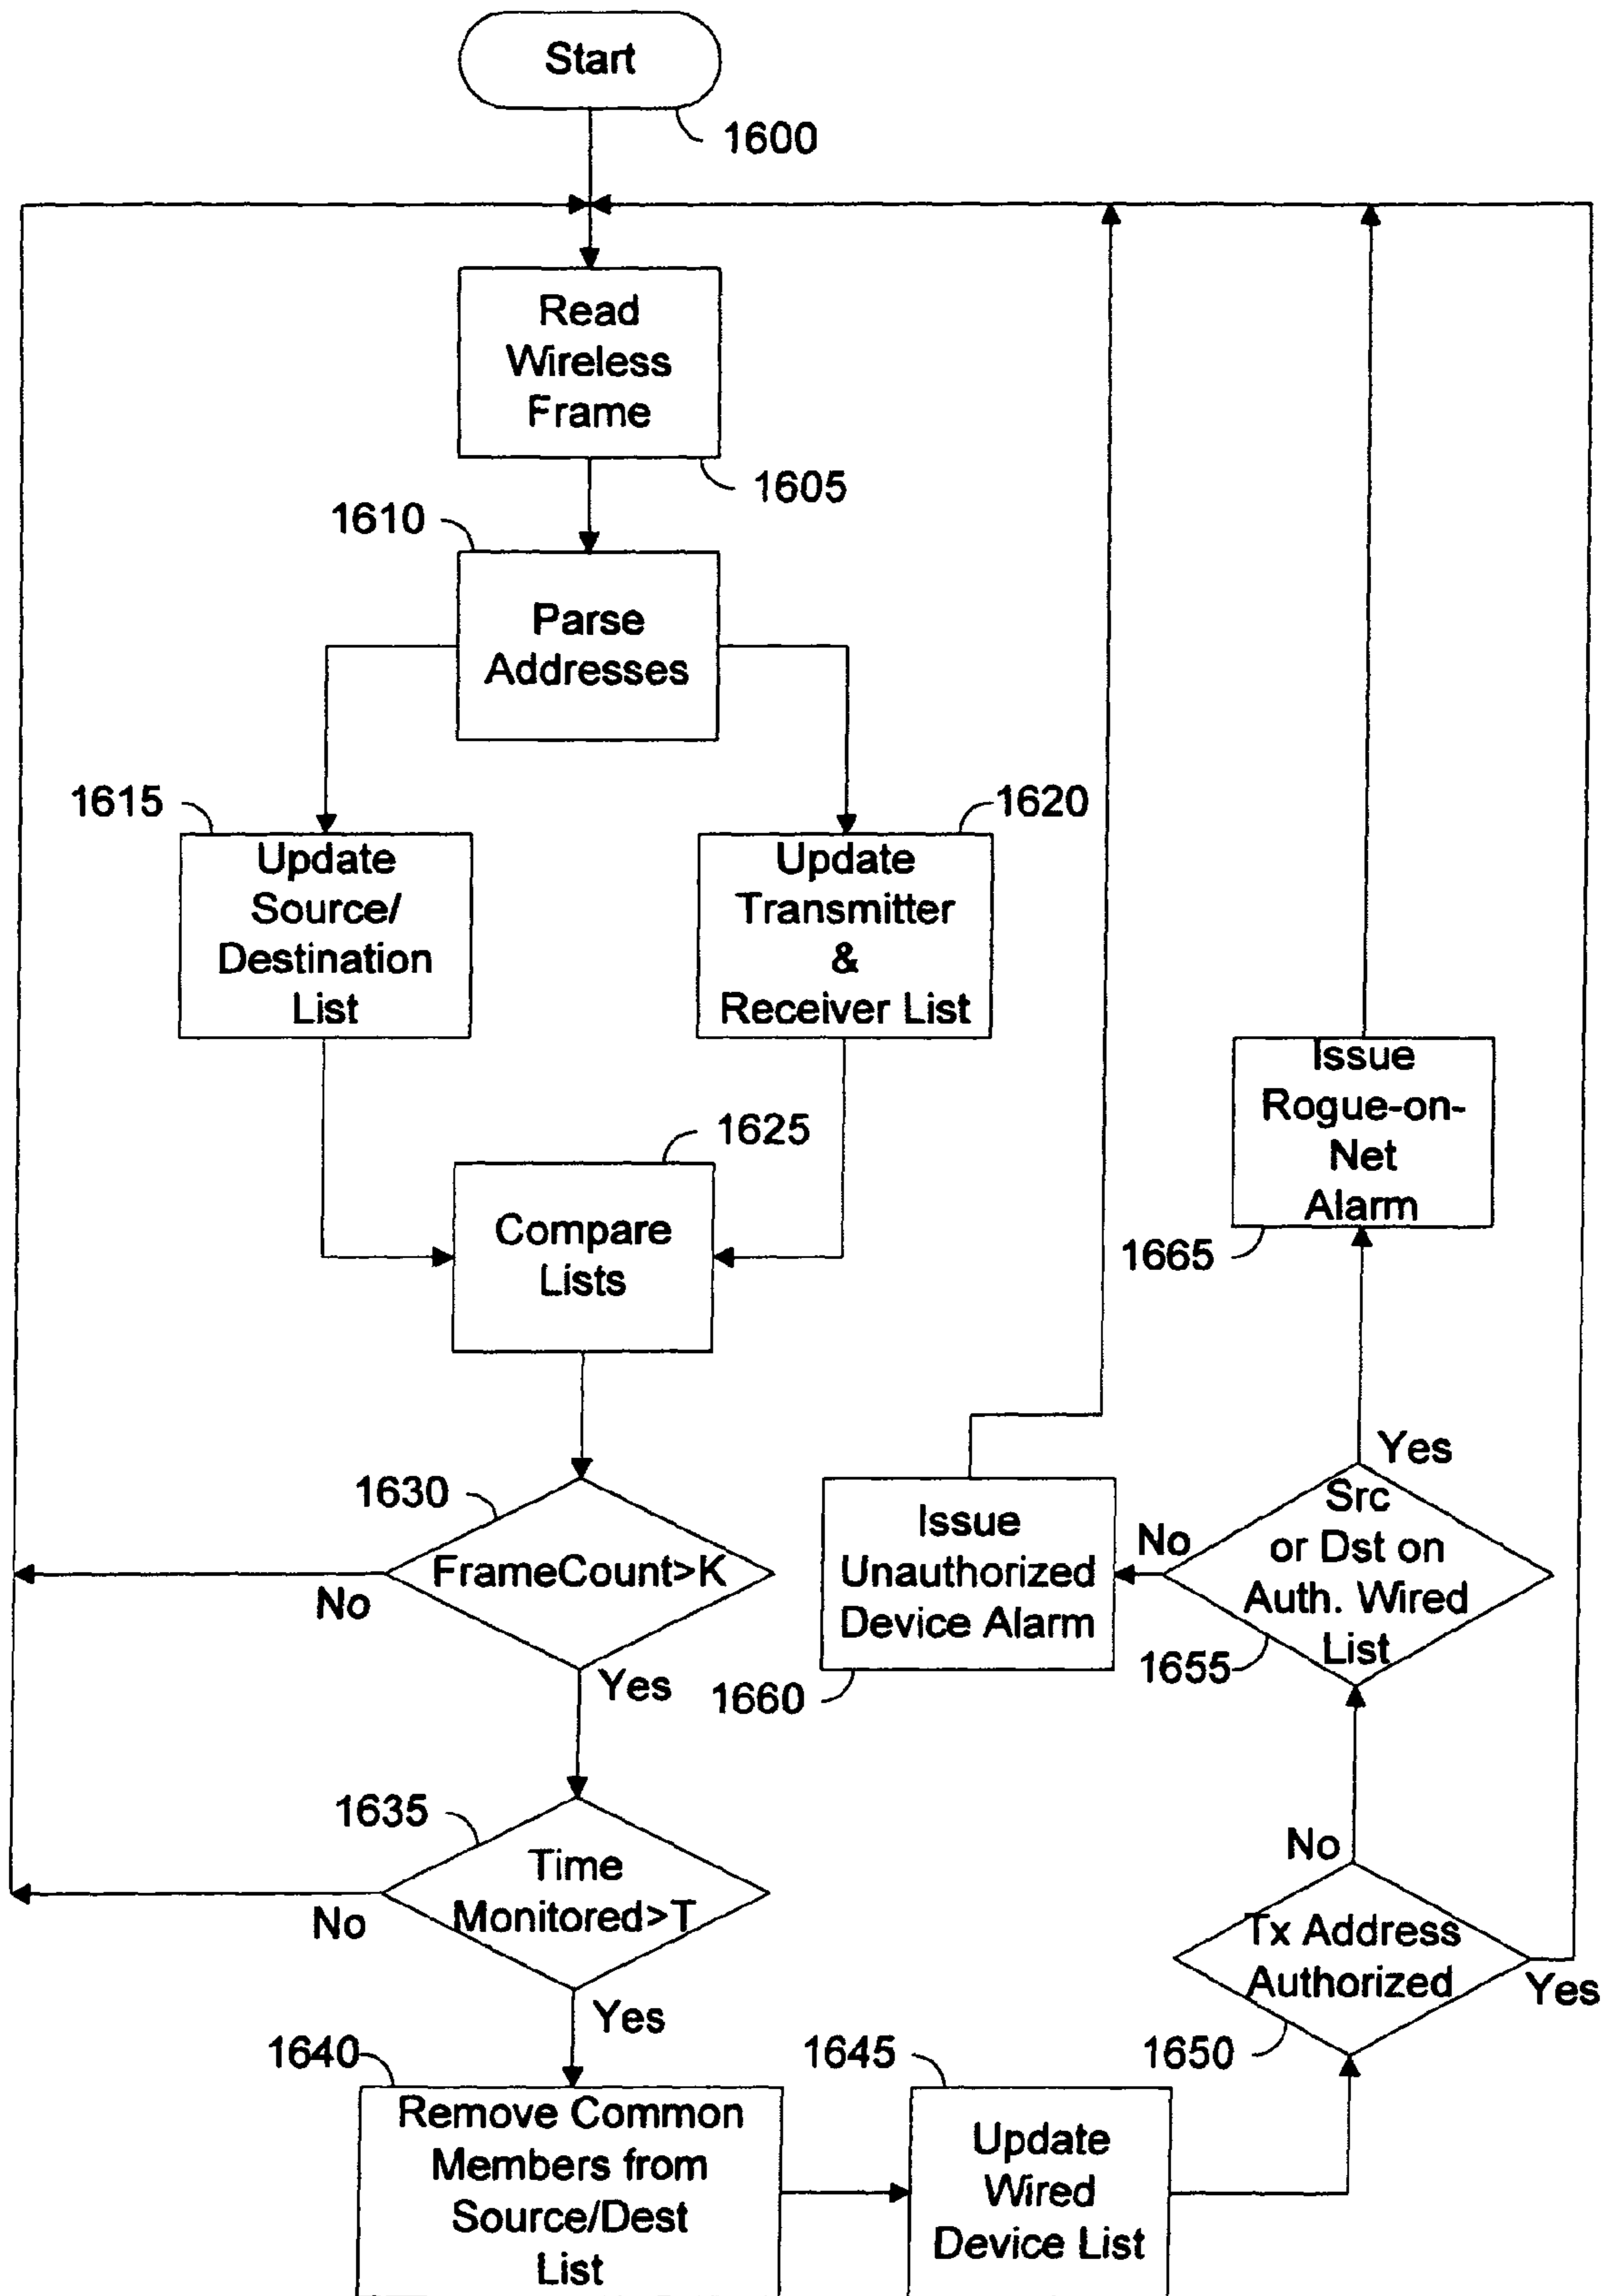 Start
1600
Read
Wireless
Frame
1605
1610
Parse
Addresses
1615
Update
Source/
Destination
List
1620
Update
Transmitter
&
Receiver List
1625
Compare
Lists
1630
FrameCount>K
No
Yes
1635
Time
Monitored>T
No
Yes
1640
Remove Common
Members from
Source/Dest
List
1645
Update
Wired
Device List
1650
Tx Address
Authorized
Yes
No
1655
Src
or Dst on
Auth. Wired
List
No
Yes
Issue
Unauthorized
Device Alarm
1660
Issue
Rogue-on-
Net
Alarm
1665